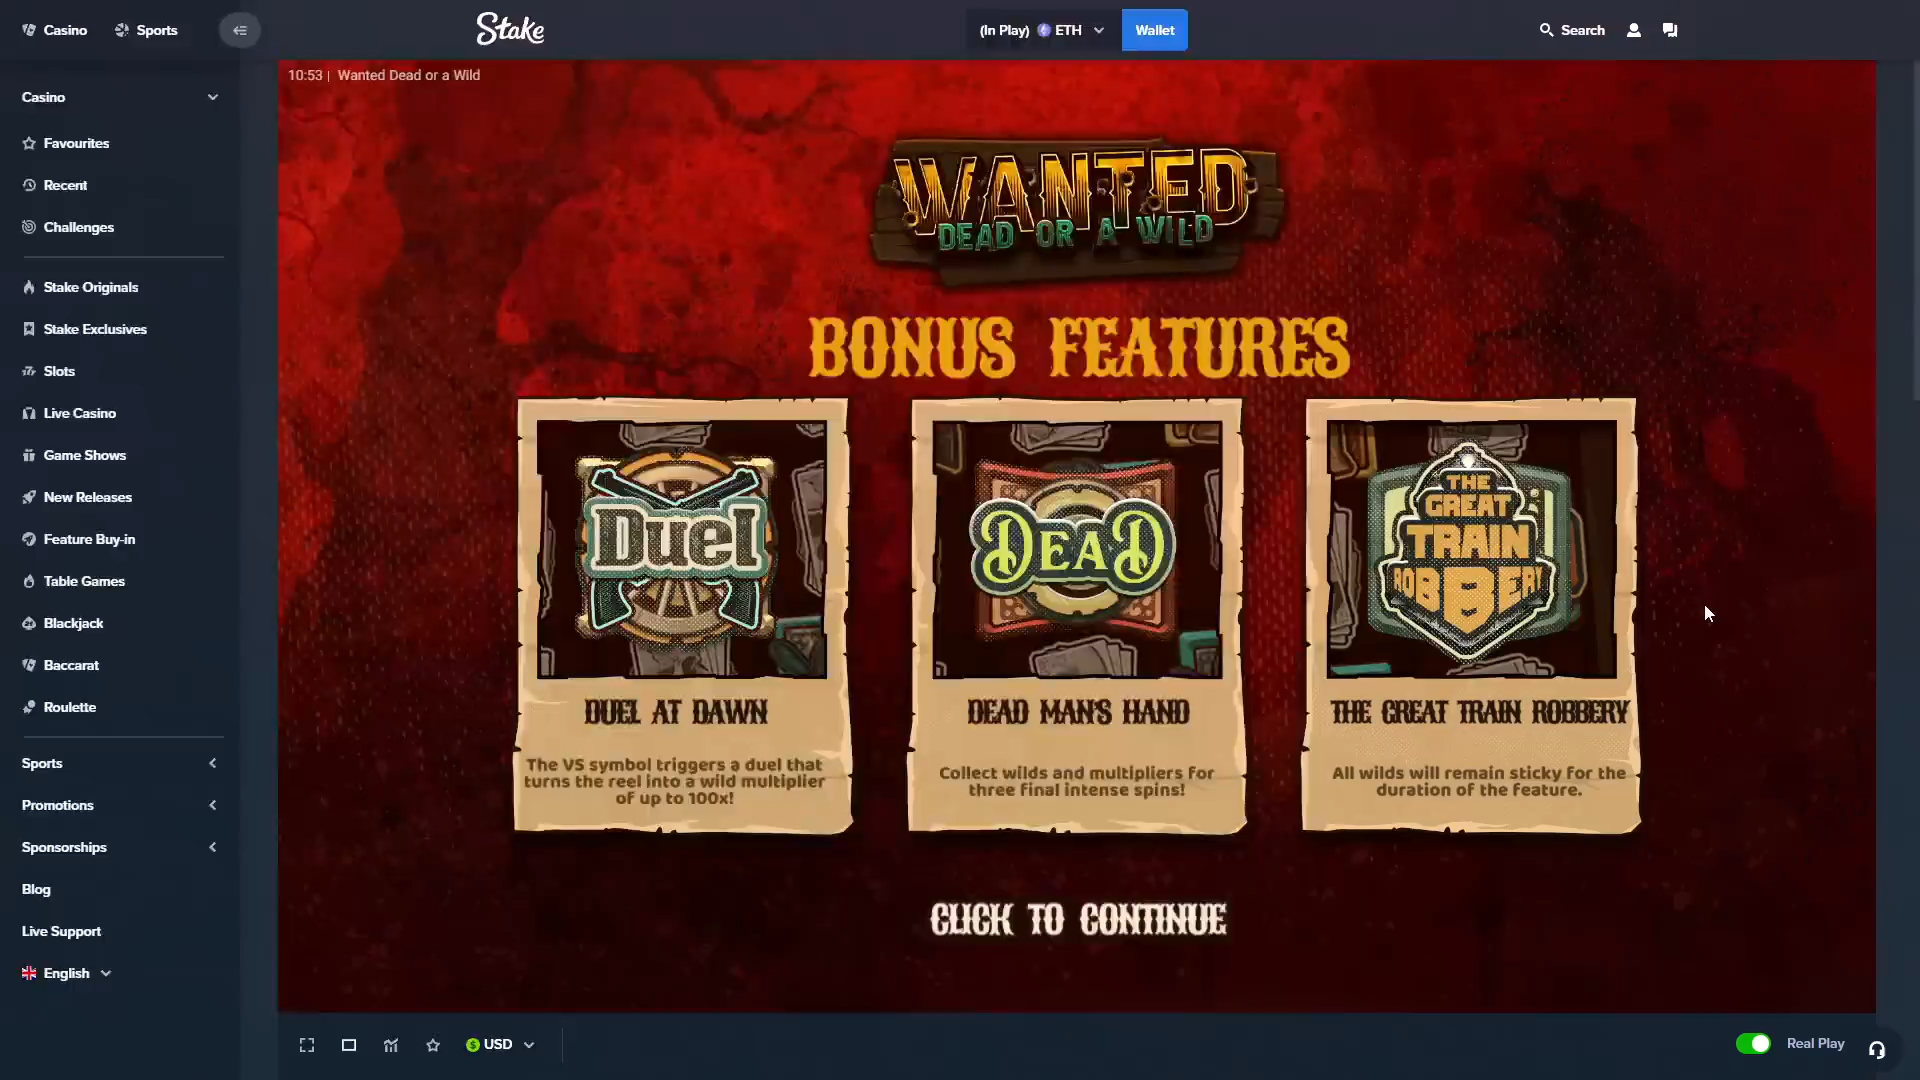 Casino
Sports
Stake
(In Play) ETH
Wallet
Search
Casino
Favourites
Recent
Challenges
Stake Originals
Stake Exclusives
Slots
Live Casino
Game Shows
New Releases
Feature Buy-in
Table Games
Blackjack
Baccarat
Roulette
Sports
Promotions
Sponsorships
Blog
Live Support
English
10:53 | Wanted Dead or a Wild
WANTED
DEAD OR A WILD
BONUS FEATURES
Duel
DUEL AT DAWN
The VS symbol triggers a duel that
turns the reel into a wild multiplier
of up to 100x!
DEAD
DEAD MAN'S HAND
Collect wilds and multipliers for
three final intense spins!
THE
GREAT
TRAIN
ROBBERY
THE GREAT TRAIN ROBBERY
All wilds will remain sticky for the
duration of the feature.
CLICK TO CONTINUE
$ USD
Real Play